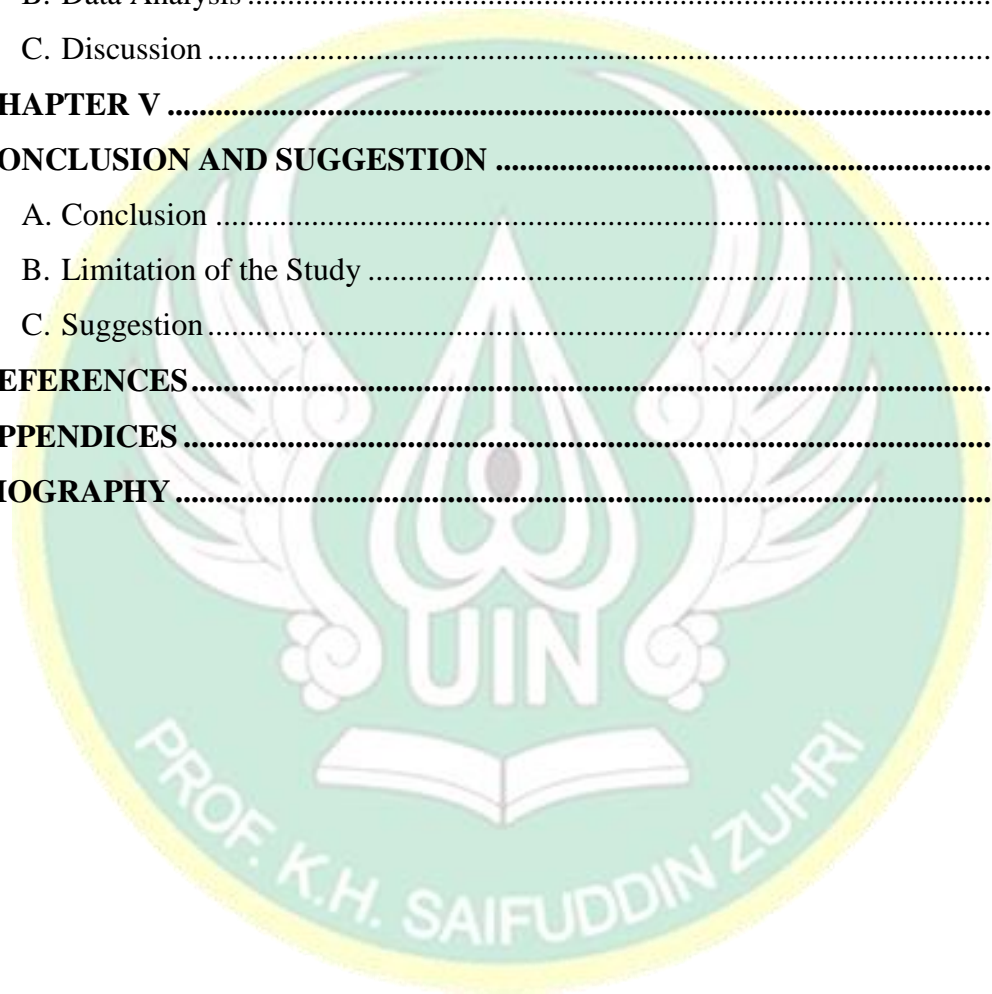 B. Data Analysis ........................................................................
C. Discussion ............................................................................
HAPTER V ................................................................................
ONCLUSION AND SUGGESTION .................................................
A. Conclusion ...........................................................................
B. Limitation of the Study .........................................................
C. Suggestion ............................................................................
EFERENCES .............................................................................
PPENDICES ..............................................................................
IOGRAPHY ...............................................................................
UIN
PROF. K.H. SAIFUDDIN ZUHRI